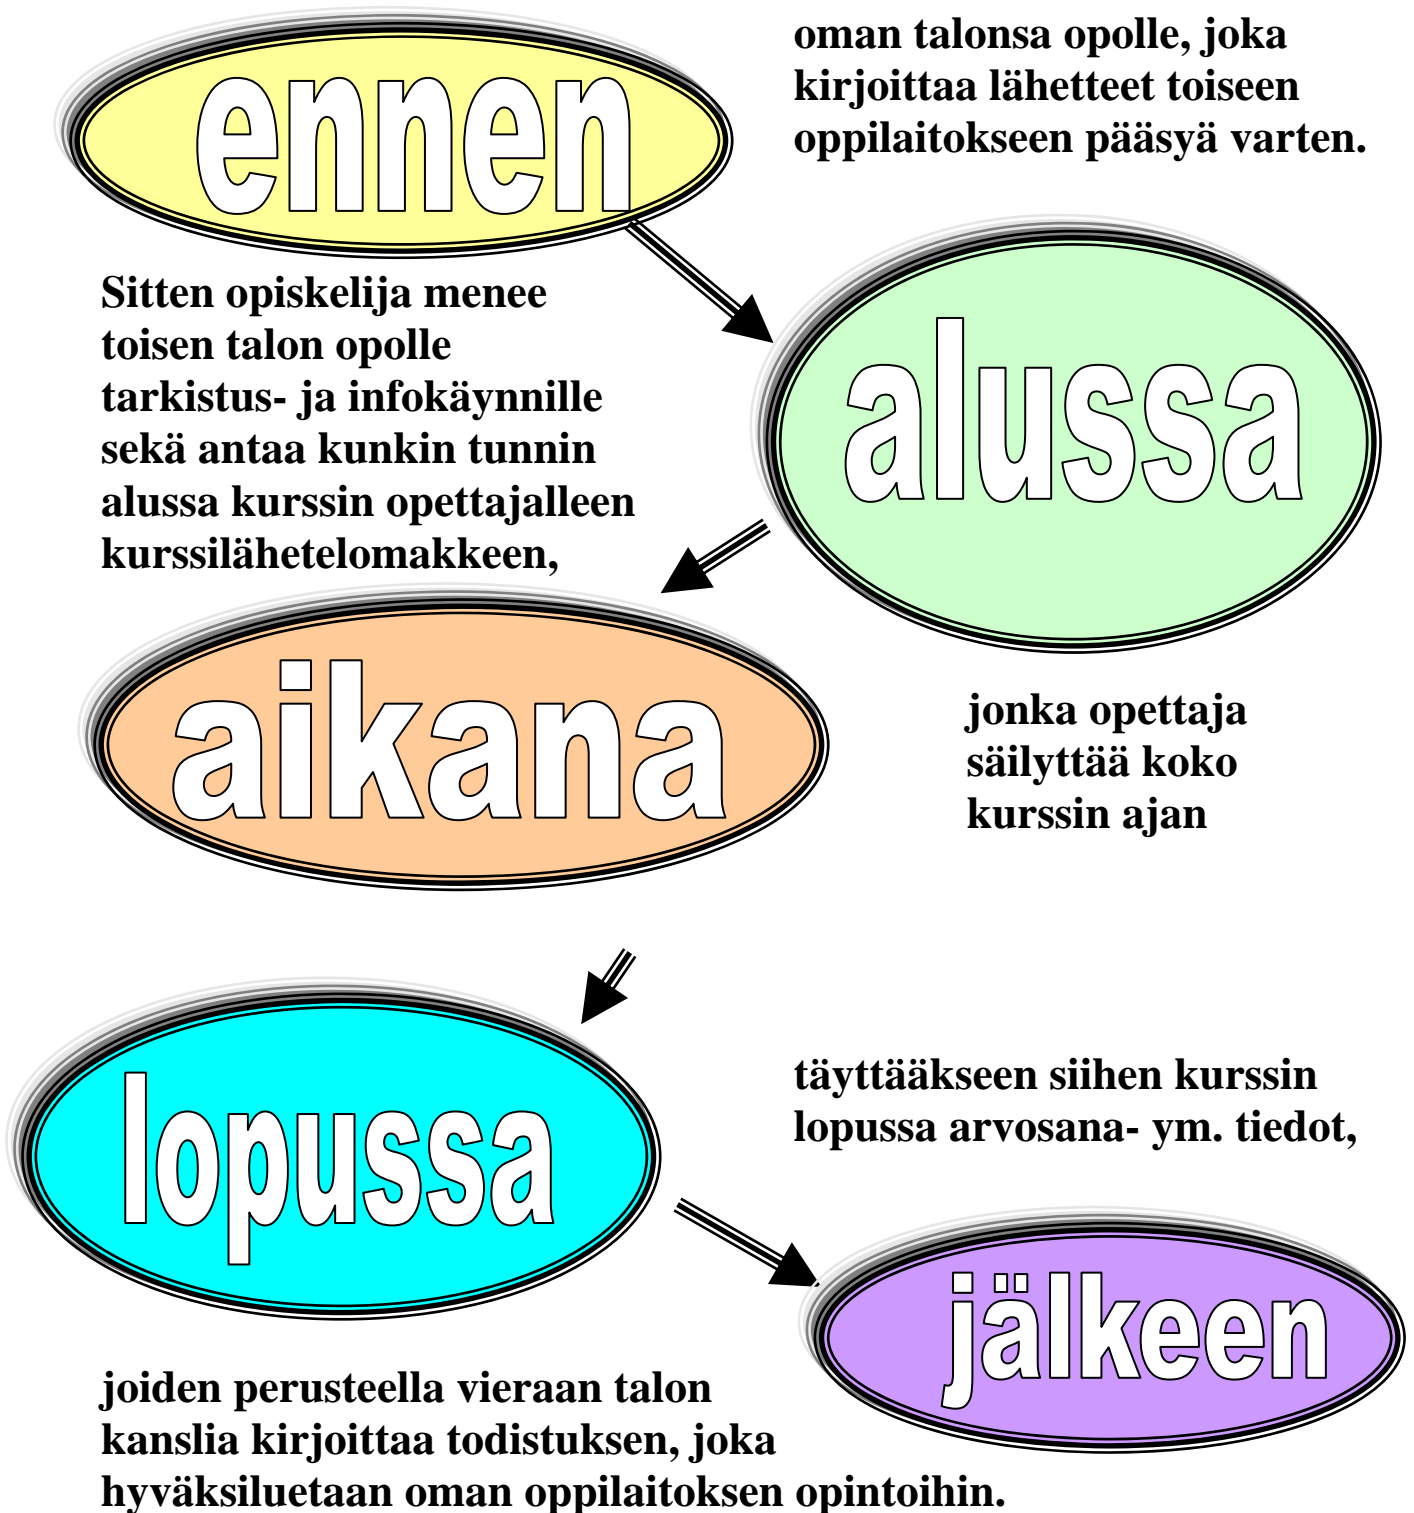 ennen
oman talonsa opolle, joka
kirjoittaa lähetteet toiseen
oppilaitokseen pääsyä varten.
Sitten opiskelija menee
toisen talon opolle
tarkistus- ja infokäynnille
sekä antaa kunkin tunnin
alussa kurssin opettajalleen
kurssilähetelomakkeen,
alussa
aikana
jonka opettaja
säilyttää koko
kurssin ajan
lopussa
täyttääkseen siihen kurssin
lopussa arvosana- ym. tiedot,
jälkeen
joiden perusteella vieraan talon
kanslia kirjoittaa todistuksen, joka
hyväksiluetaan oman oppilaitoksen opintoihin.